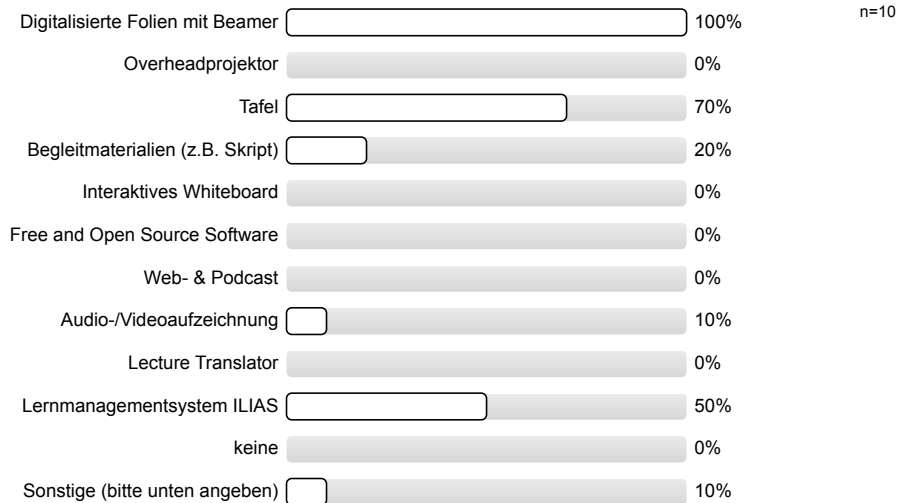 Digitalisierte Folien mit Beamer 100% n=10
Overheadprojektor 0%
Tafel 70%
Begleitmaterialien (z.B. Skript) 20%
Interaktives Whiteboard 0%
Free and Open Source Software 0%
Web- & Podcast 0%
Audio-/Videoaufzeichnung 10%
Lecture Translator 0%
Lernmanagementsystem ILIAS 50%
keine 0%
Sonstige (bitte unten angeben) 10%